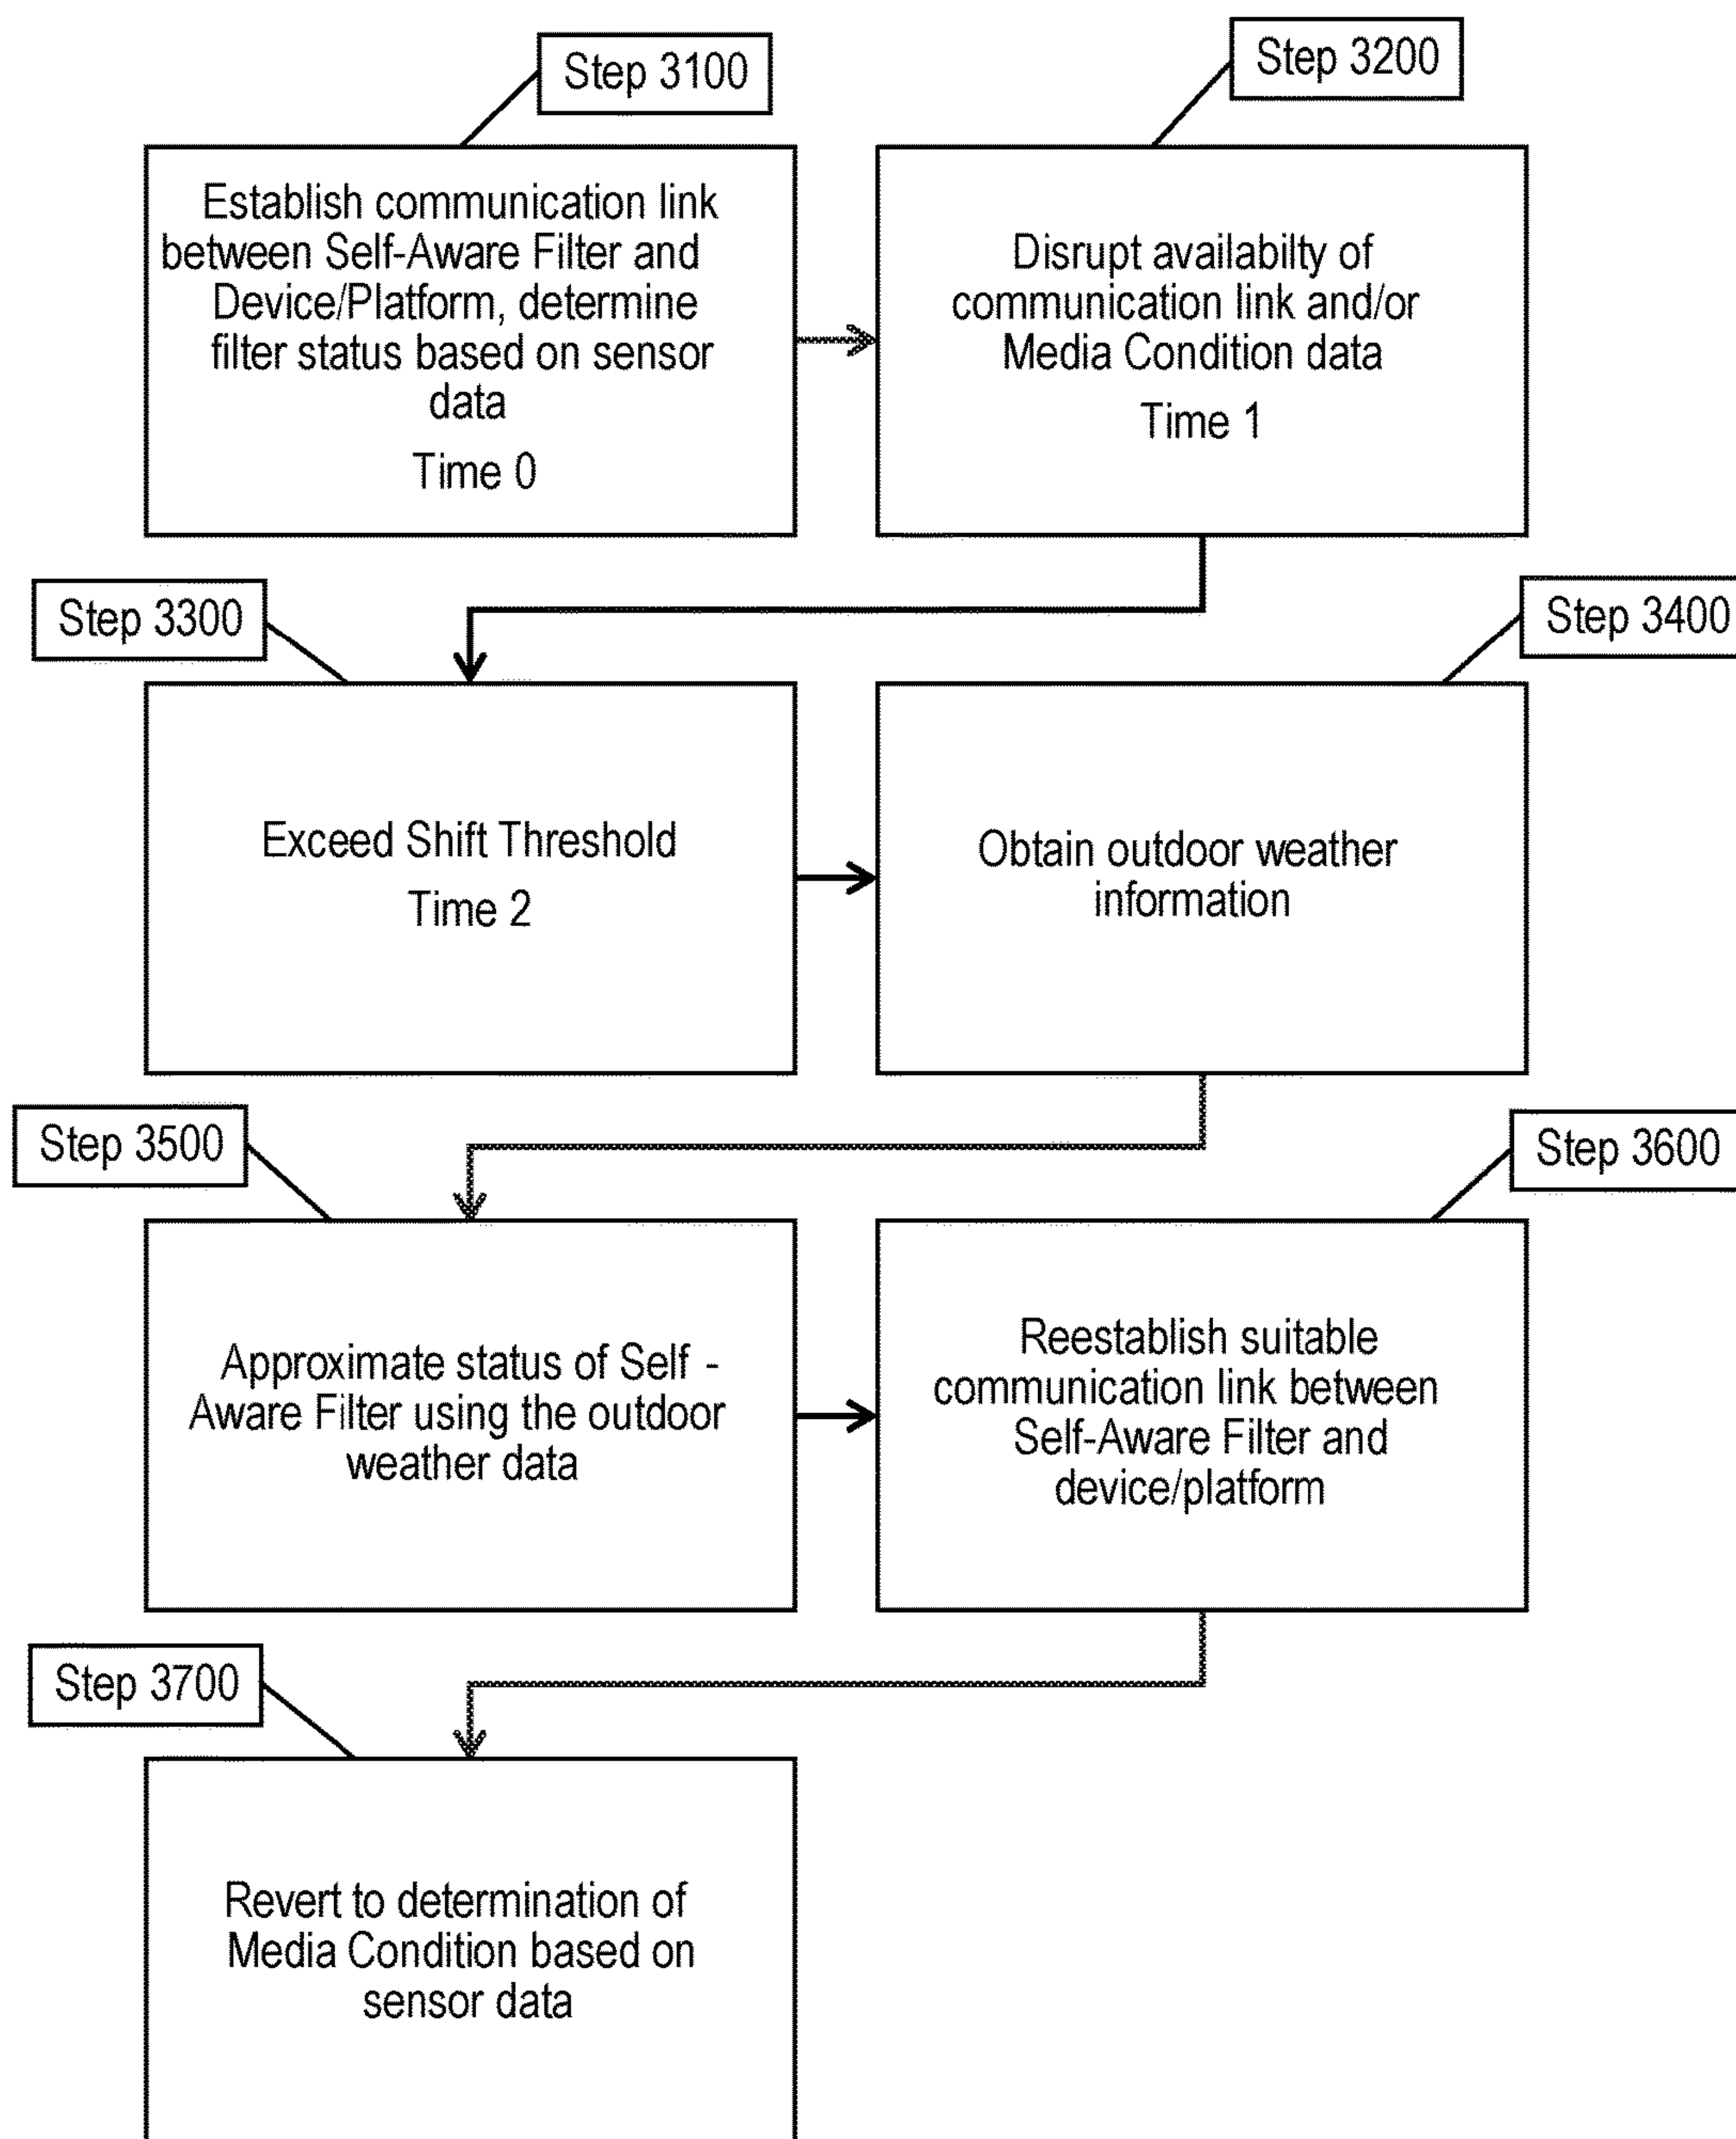 Step 3100
Step 3200
Establish communication link
between Self-Aware Filter and
Device/Platform, determine
filter status based on sensor
data
Time 0
Disrupt availabilty of
communication link and/or
Media Condition data
Time 1
Step 3300
Step 3400
Exceed Shift Threshold
Time 2
Obtain outdoor weather
information
Step 3500
Step 3600
Approximate status of Self -
Aware Filter using the outdoor
weather data
Reestablish suitable
communication link between
Self-Aware Filter and
device/platform
Step 3700
Revert to determination of
Media Condition based on
sensor data